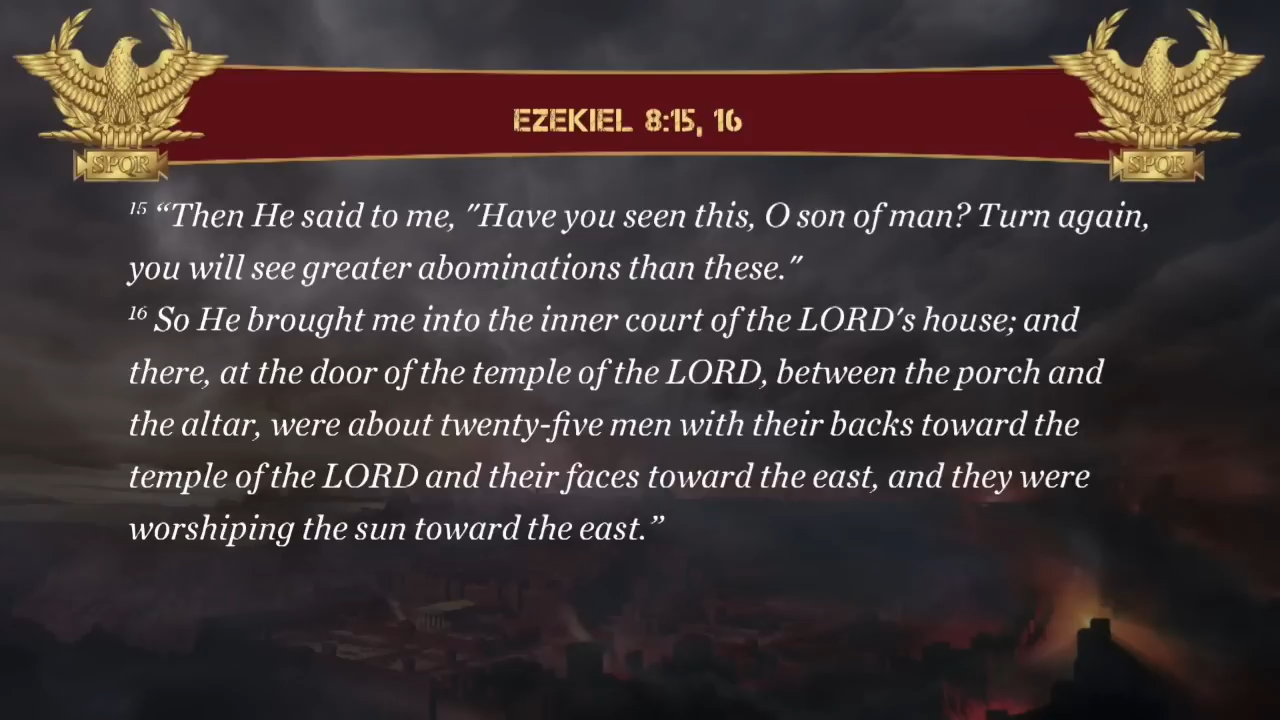 EZEKIEL 8:15, 16
SPQR
SPQR
15 “Then He said to me, "Have you seen this, O son of man? Turn again,
you will see greater abominations than these."
16 So He brought me into the inner court of the LORD's house; and
there, at the door of the temple of the LORD, between the porch and
the altar, were about twenty-five men with their backs toward the
temple of the LORD and their faces toward the east, and they were
worshiping the sun toward the east.”